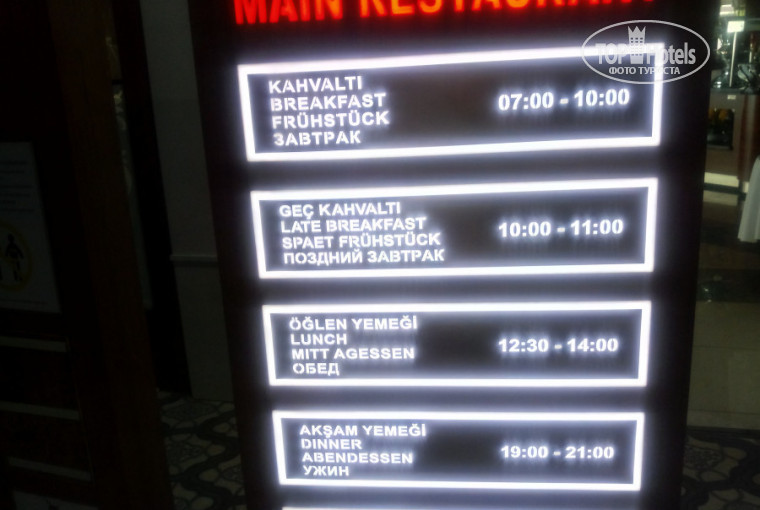 MAIN RESTAURANT
TOPHotels
ФОТО ТУРИСТА
KAHVALTI
BREAKFAST
FRÜHSTÜCK
ЗАВТРАК
07:00 - 10:00
GEÇ KAHVALTI
LATE BREAKFAST
SPAET FRÜHSTÜCK
ПОЗДНИЙ ЗАВТРАК
10:00 - 11:00
ÖĞLEN YEMEĞİ
LUNCH
MITT AGESSEN
ОБЕД
12:30 - 14:00
AKŞAM YEMEĞİ
DINNER
ABENDESSEN
УЖИН
19:00 - 21:00